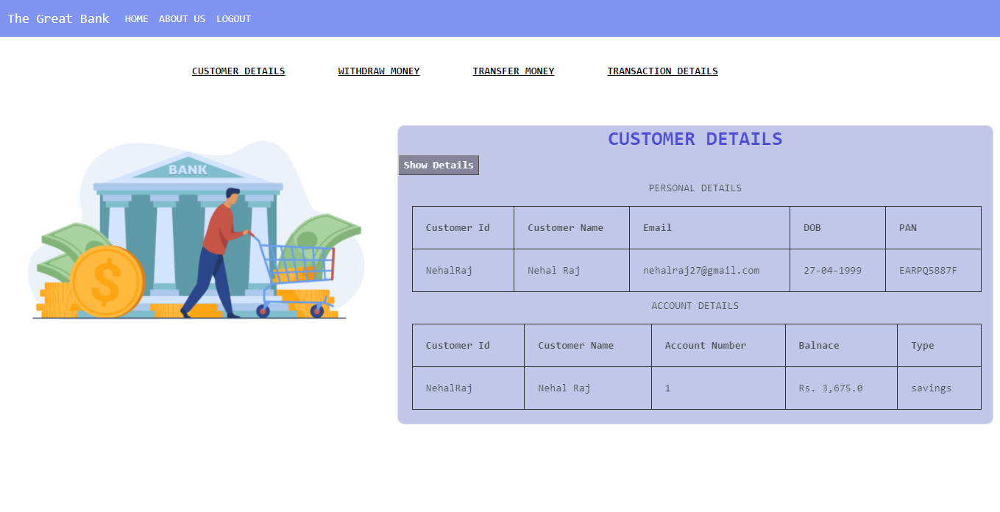 The Great Bank HOME ABOUT US LOGOUT
CUSTOMER DETAILS WITHDRAW MONEY TRANSFER MONEY TRANSACTION DETAILS
BANK
$
CUSTOMER DETAILS
Show Details
PERSONAL DETAILS
Customer Id Customer Name Email DOB PAN
NehalRaj Nehal Raj nehalraj27@gmail.com 27-04-1999 EARPQ5887F
ACCOUNT DETAILS
Customer Id Customer Name Account Number Balnace Type
NehalRaj Nehal Raj 1 Rs. 3,675.0 savings